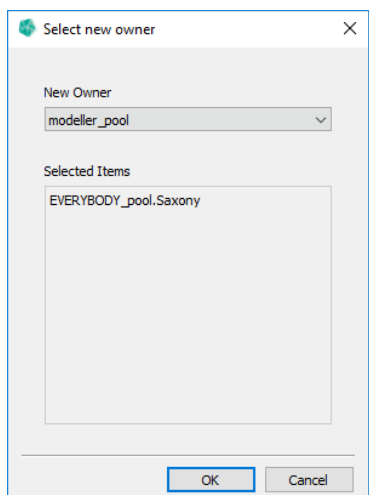 Select new owner
New Owner
modeller_pool
Selected Items
EVERYBODY_pool.Saxony
OK
Cancel